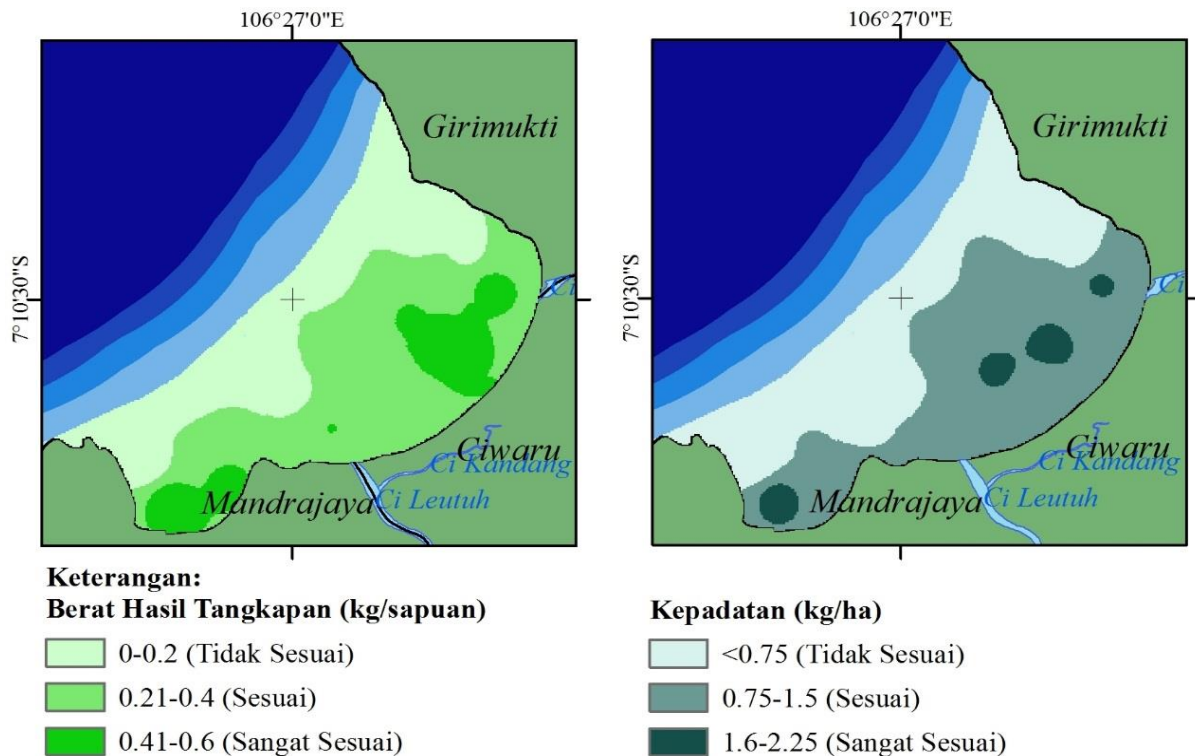 106°27'0"E
106°27'0"E
Girimukti
Girimukti
7°10'30"S
7°10'30"S
Ci
Ci
Ciwaru
Ciwaru
Ci Kandang
Ci Kandang
Mandrajaya
Ci Leutuh
Mandrajaya
Ci Leutuh
Keterangan:
Berat Hasil Tangkapan (kg/sapuan)
0-0.2 (Tidak Sesuai)
0.21-0.4 (Sesuai)
0.41-0.6 (Sangat Sesuai)
Kepadatan (kg/ha)
<0.75 (Tidak Sesuai)
0.75-1.5 (Sesuai)
1.6-2.25 (Sangat Sesuai)